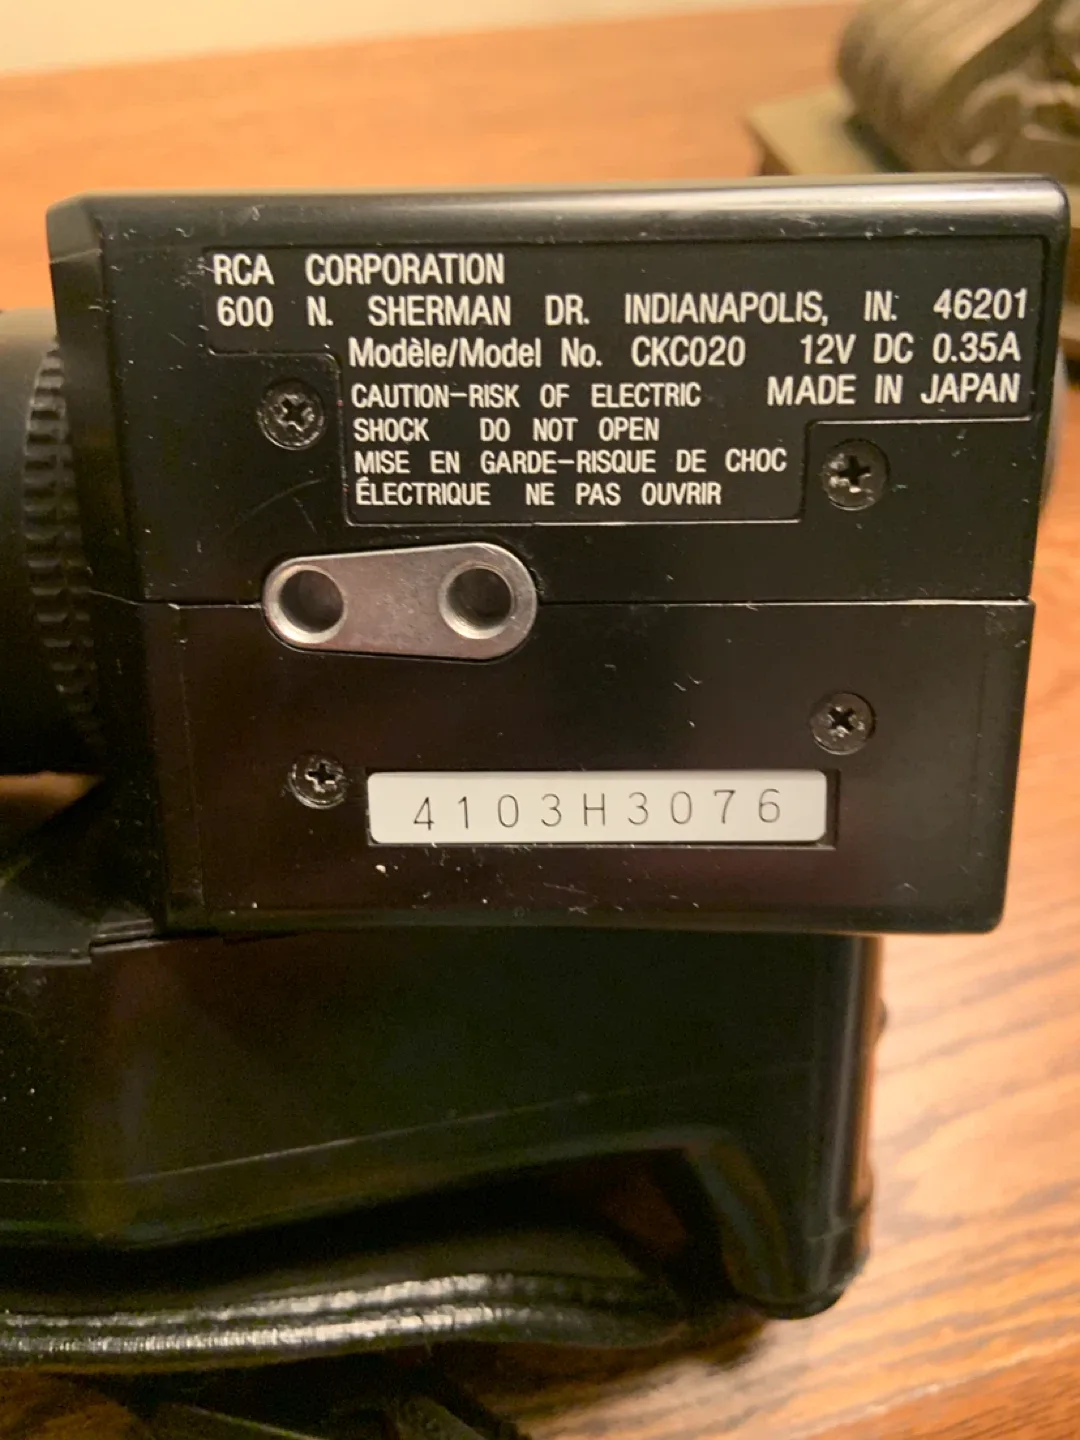 RCA CORPORATION
600 N. SHERMAN DR. INDIANAPOLIS, IN. 46201
Modèle/Model No. CKC020 12V DC 0.35A
CAUTION-RISK OF ELECTRIC MADE IN JAPAN
SHOCK DO NOT OPEN
MISE EN GARDE-RISQUE DE CHOC
ÉLECTRIQUE NE PAS OUVRIR
4103H3076